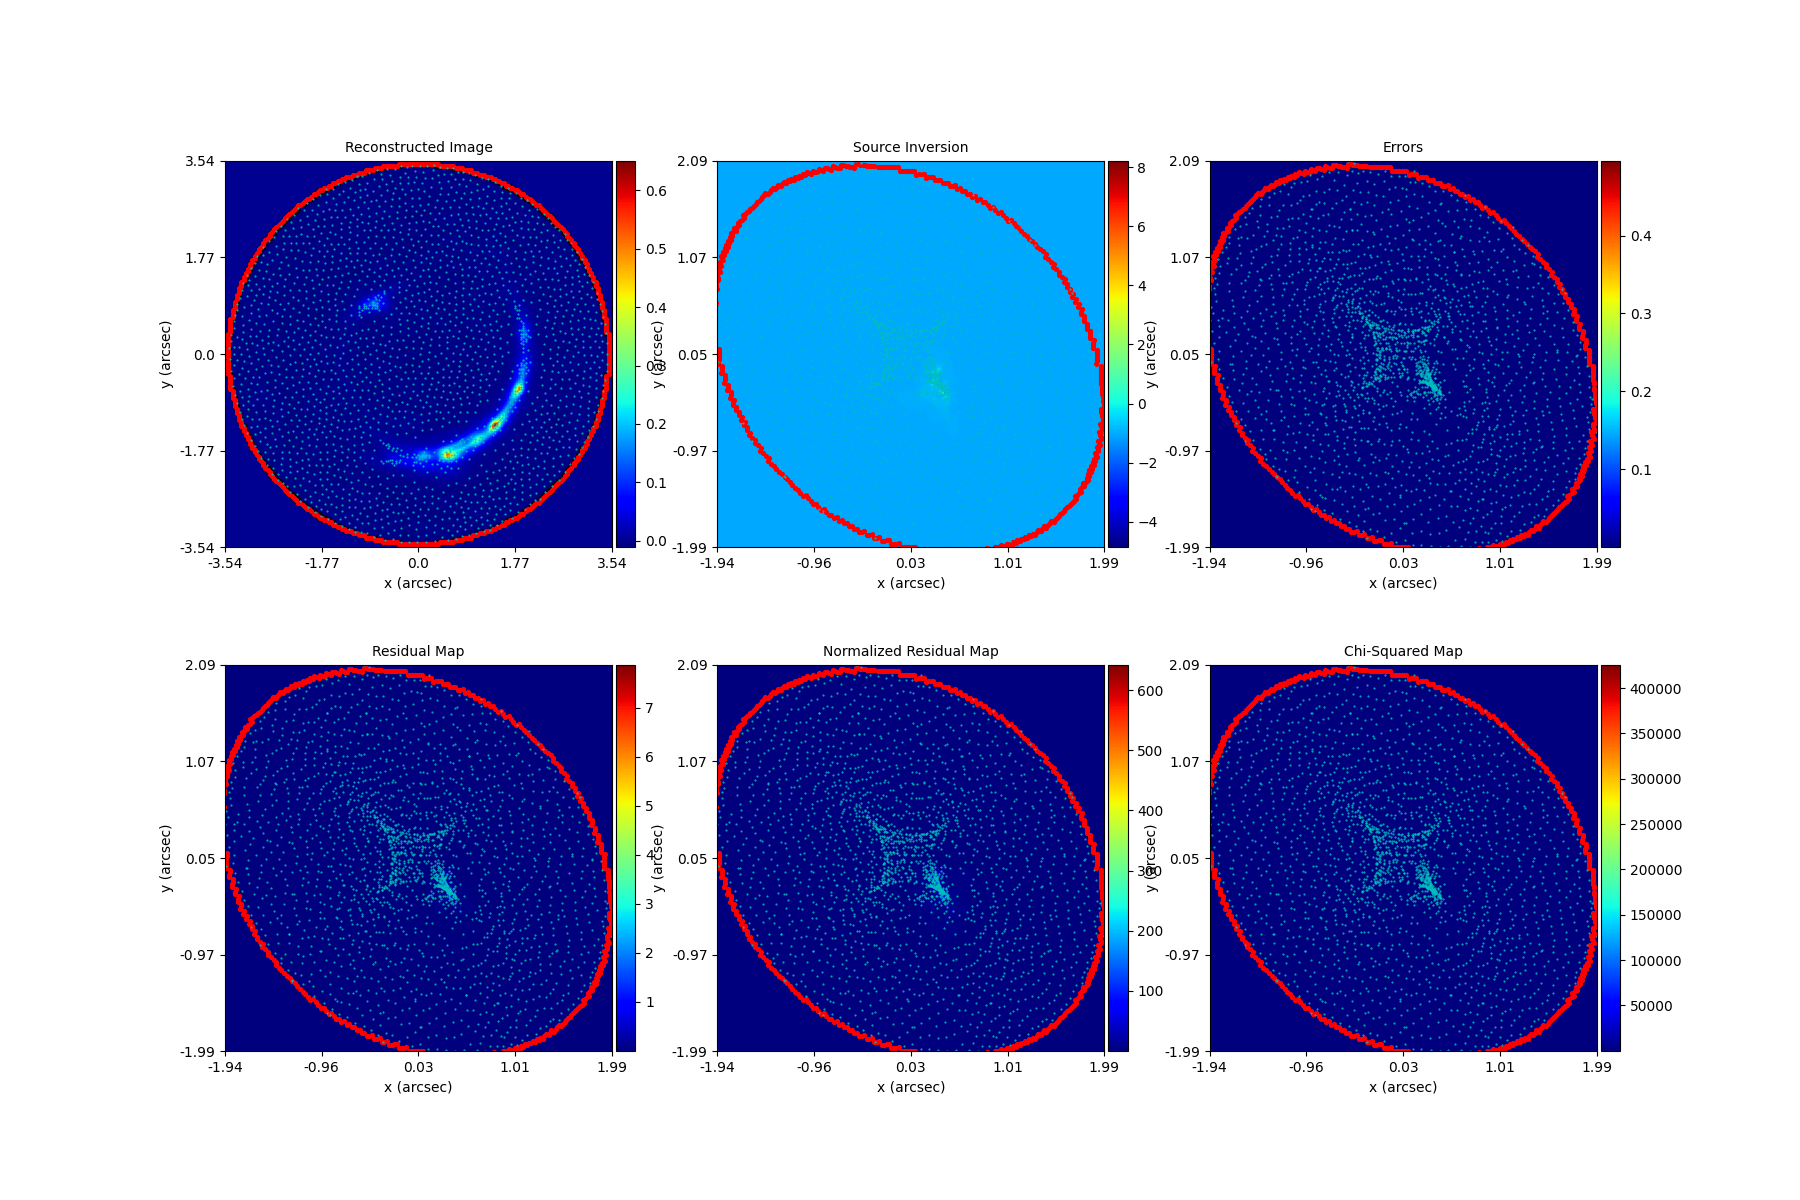 Reconstructed Image
3.54
1.77
0.0
-1.77
-3.54
y (arcsec)
-3.54 -1.77 0.0 1.77 3.54
x (arcsec)
0.6
0.5
0.4
0.3
0.2
0.1
0.0
Source Inversion
2.09
1.07
0.05
-0.97
-1.99
y (arcsec)
-1.94 -0.96 0.03 1.01 1.99
x (arcsec)
8
6
4
2
0
−2
−4
Errors
2.09
1.07
0.05
-0.97
-1.99
y (arcsec)
-1.94 -0.96 0.03 1.01 1.99
x (arcsec)
0.4
0.3
0.2
0.1
Residual Map
2.09
1.07
0.05
-0.97
-1.99
y (arcsec)
-1.94 -0.96 0.03 1.01 1.99
x (arcsec)
7
6
5
4
3
2
1
Normalized Residual Map
2.09
1.07
0.05
-0.97
-1.99
y (arcsec)
-1.94 -0.96 0.03 1.01 1.99
x (arcsec)
600
500
400
300
200
100
Chi-Squared Map
2.09
1.07
0.05
-0.97
-1.99
y (arcsec)
-1.94 -0.96 0.03 1.01 1.99
x (arcsec)
400000
350000
300000
250000
200000
150000
100000
50000